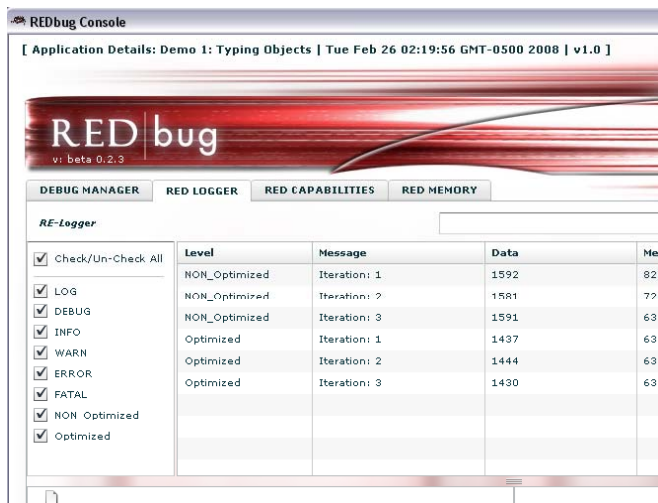 REDbug Console
[ Application Details: Demo 1: Typing Objects | Tue Feb 26 02:19:56 GMT-0500 2008 | v1.0 ]
RED|bug
v: beta 0.2.3
DEBUG MANAGER RED LOGGER RED CAPABILITIES RED MEMORY
RE-Logger
Check/Un-Check All
LOG
DEBUG
INFO
WARN
ERROR
FATAL
NON_Optimized
Optimized
Level Message Data Me
NON_Optimized Iteration: 1 1592 82
NON_Optimized Iteration: 2 1581 72
NON_Optimized Iteration: 3 1591 63
Optimized Iteration: 1 1437 63
Optimized Iteration: 2 1444 63
Optimized Iteration: 3 1430 63